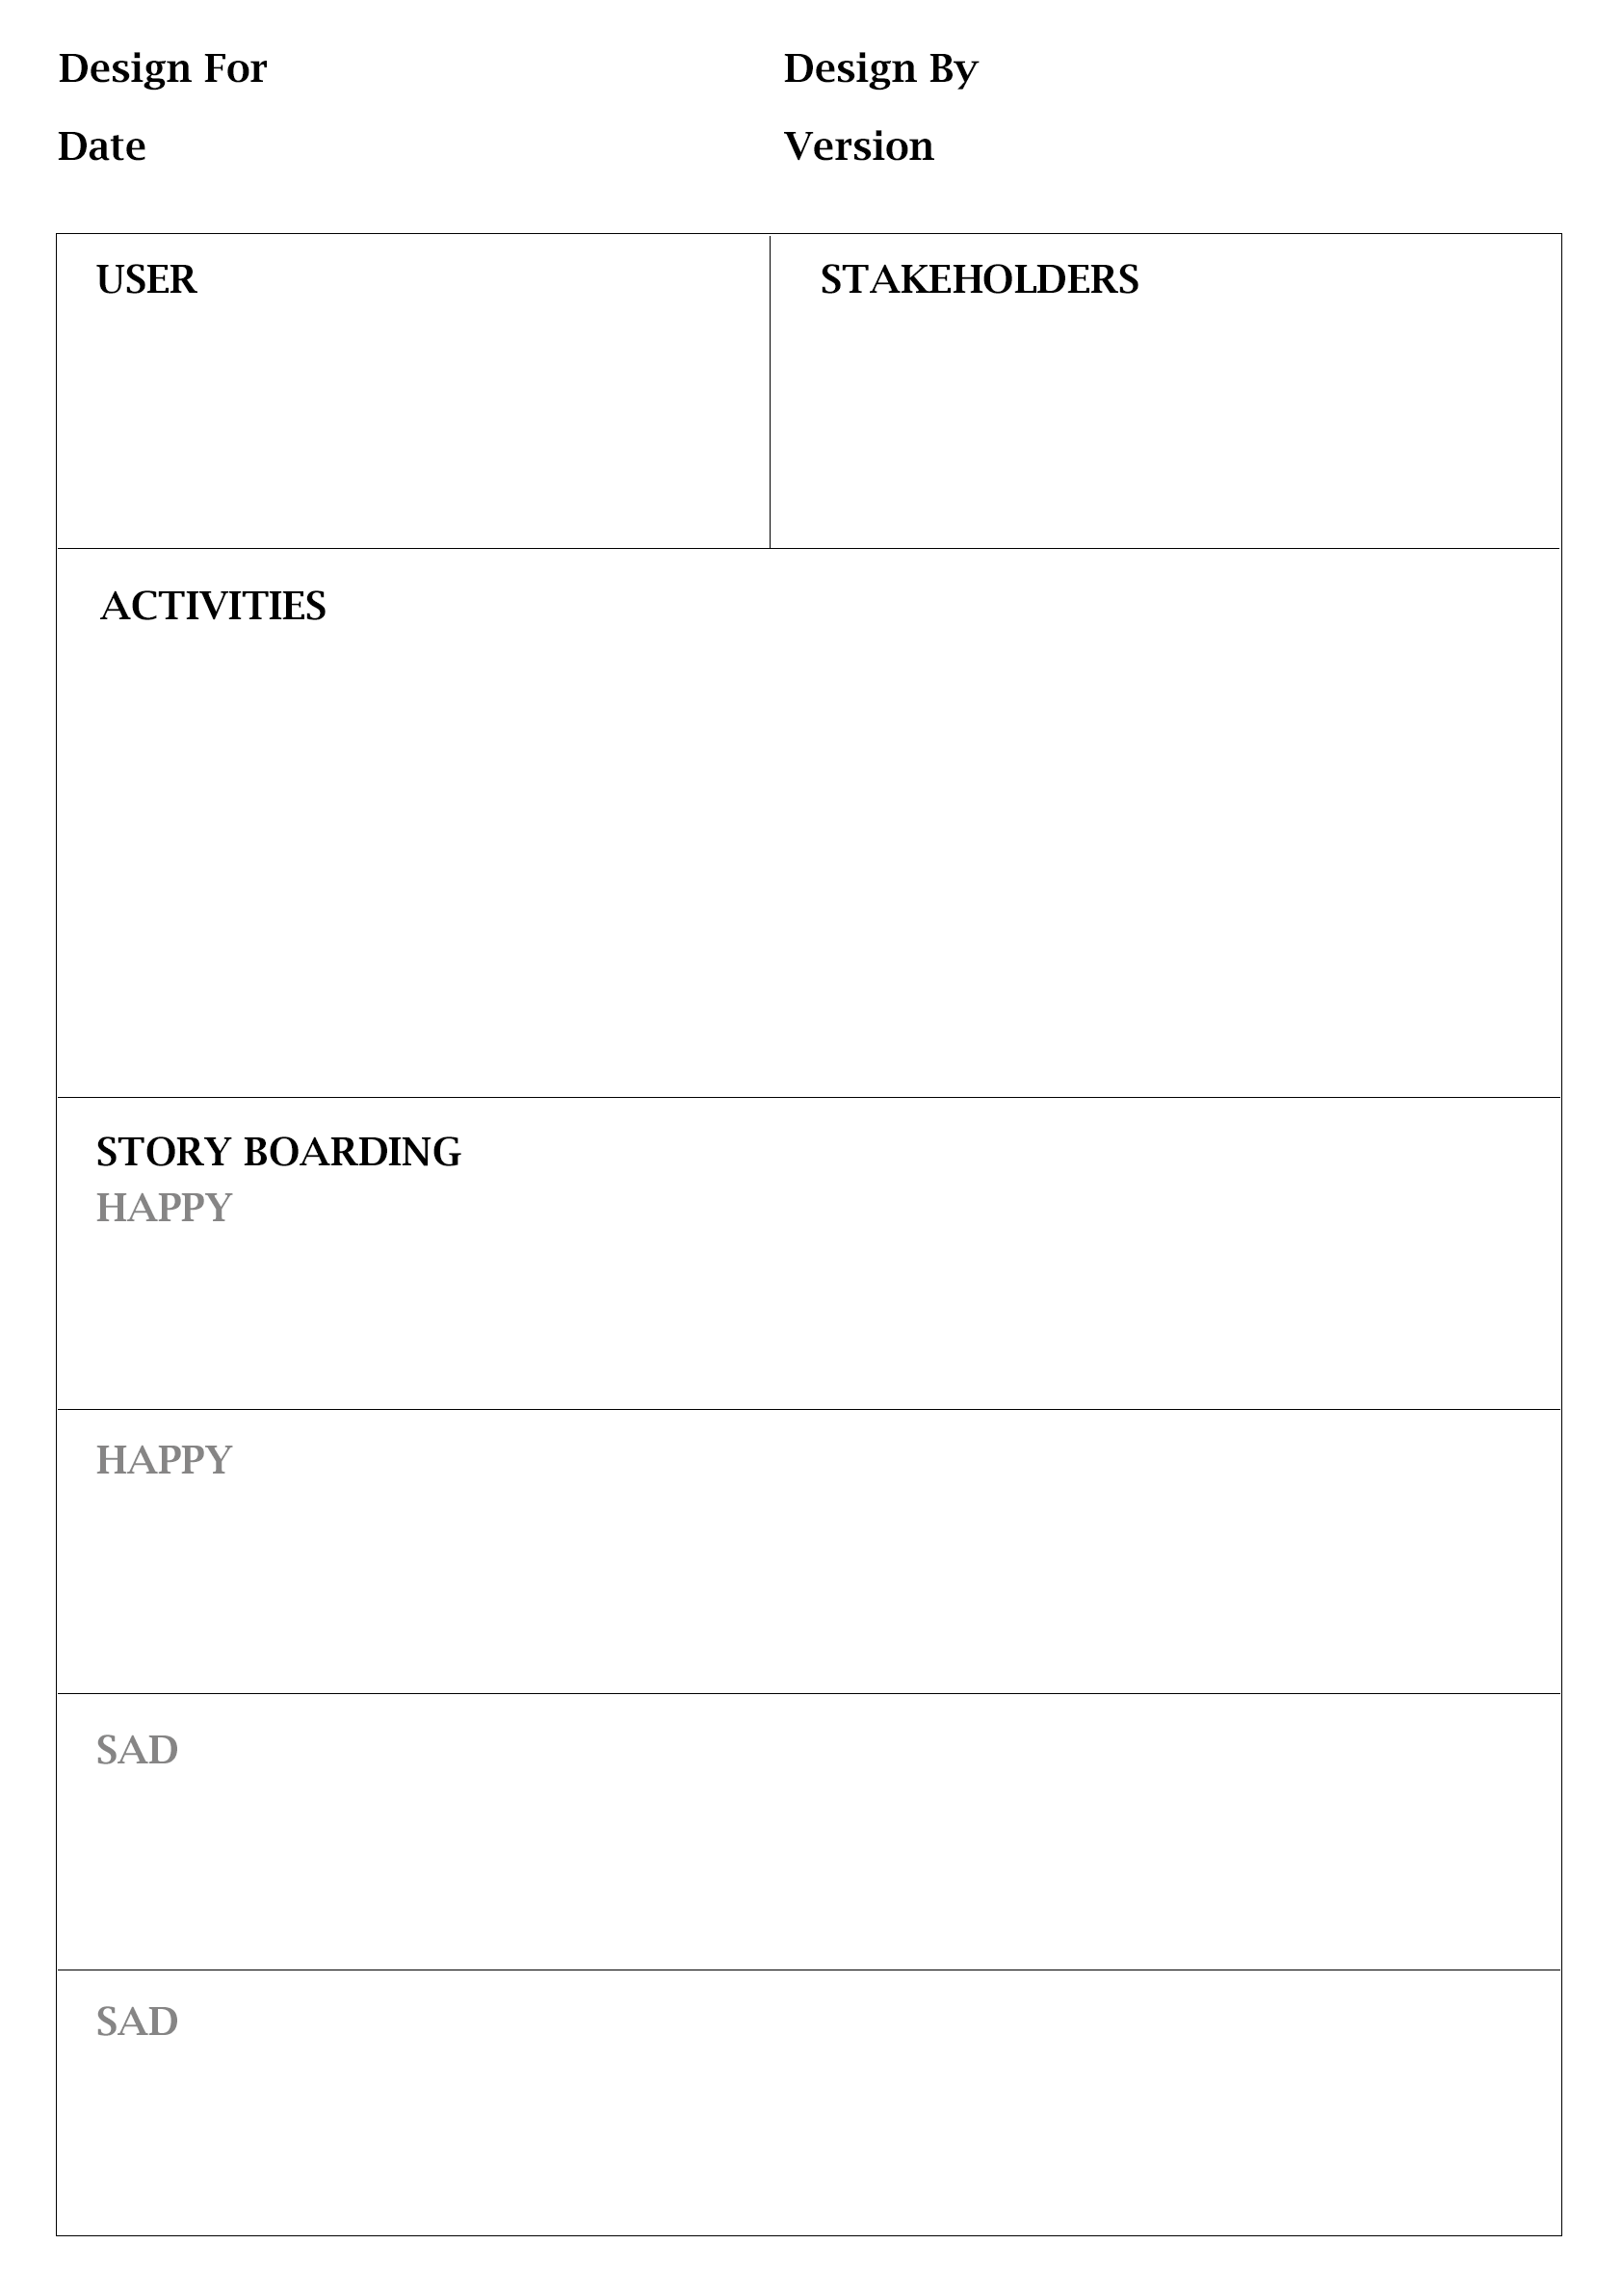 Design For
Design By
Date
Version
USER
STAKEHOLDERS
ACTIVITIES
STORY BOARDING
HAPPY
HAPPY
SAD
SAD